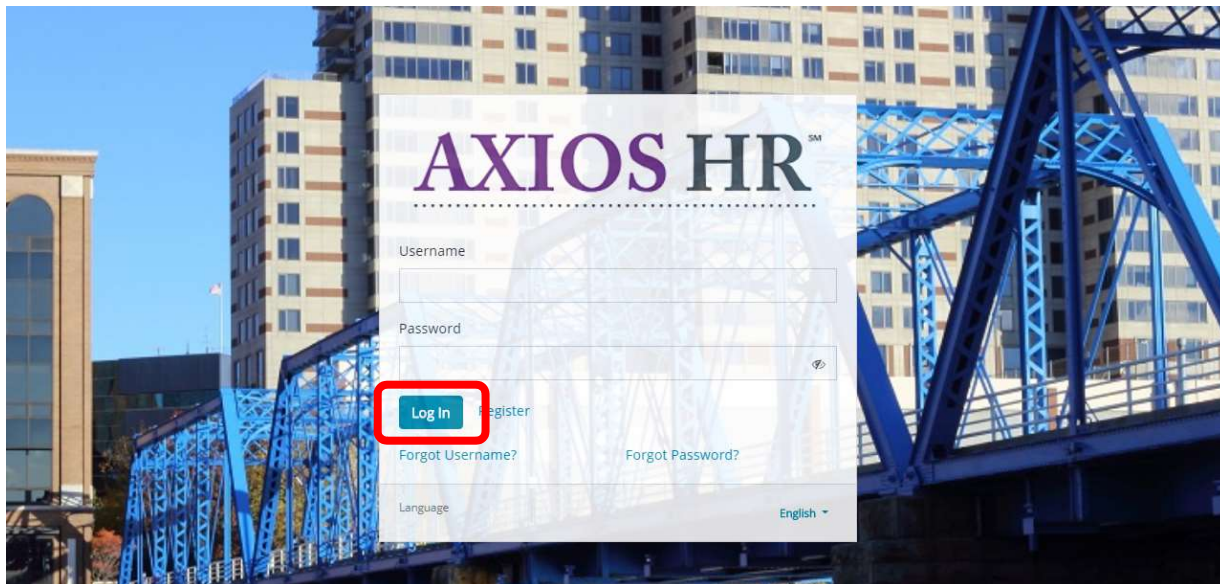 AXIOS HR℠
Username
Password
Log In Register
Forgot Username? Forgot Password?
Language English